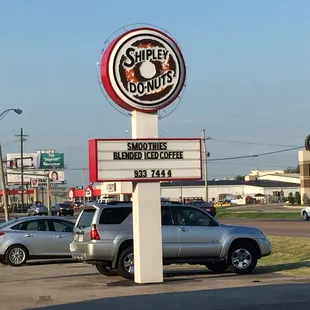 SHIPLEY
DO-NUTS
SMOOTHIES
BLENDED ICED COFFEE
933 7444